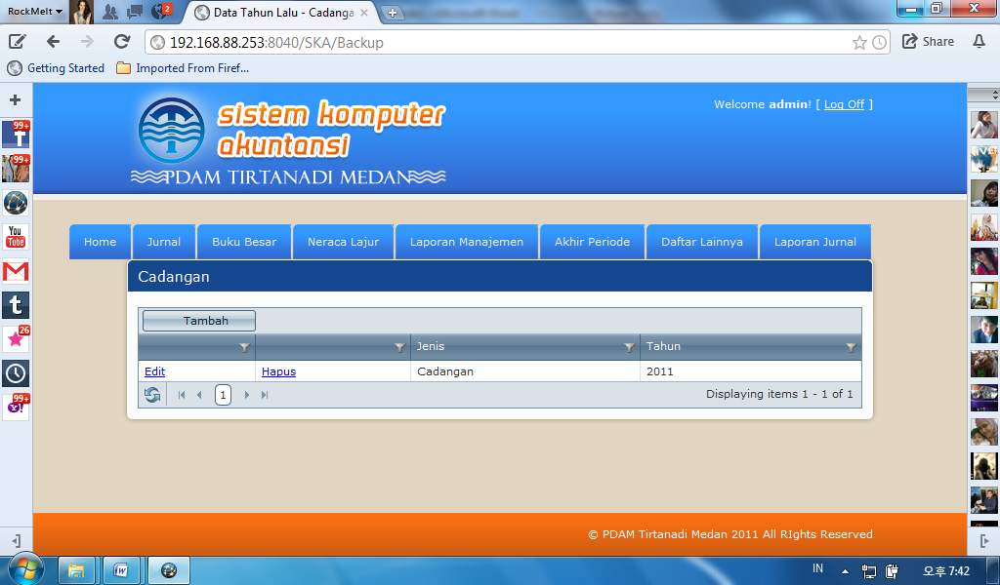 RockMelt
2
Data Tahun Lalu - Cadanga
192.168.88.253:8040/SKA/Backup
Share
Getting Started
Imported From Firef...
99+
99+
You
Tube
t
26
99+
Y!
sistem komputer
akuntansi
PDAM TIRTANADI MEDAN
Welcome admin! [ Log Off ]
Home
Jurnal
Buku Besar
Neraca Lajur
Laporan Manajemen
Akhir Periode
Daftar Lainnya
Laporan Jurnal
Cadangan
Tambah
Jenis
Tahun
Edit
Hapus
Cadangan
2011
1
Displaying items 1 - 1 of 1
© PDAM Tirtanadi Medan 2011 All RIghts Reserved
IN
오후 7:42